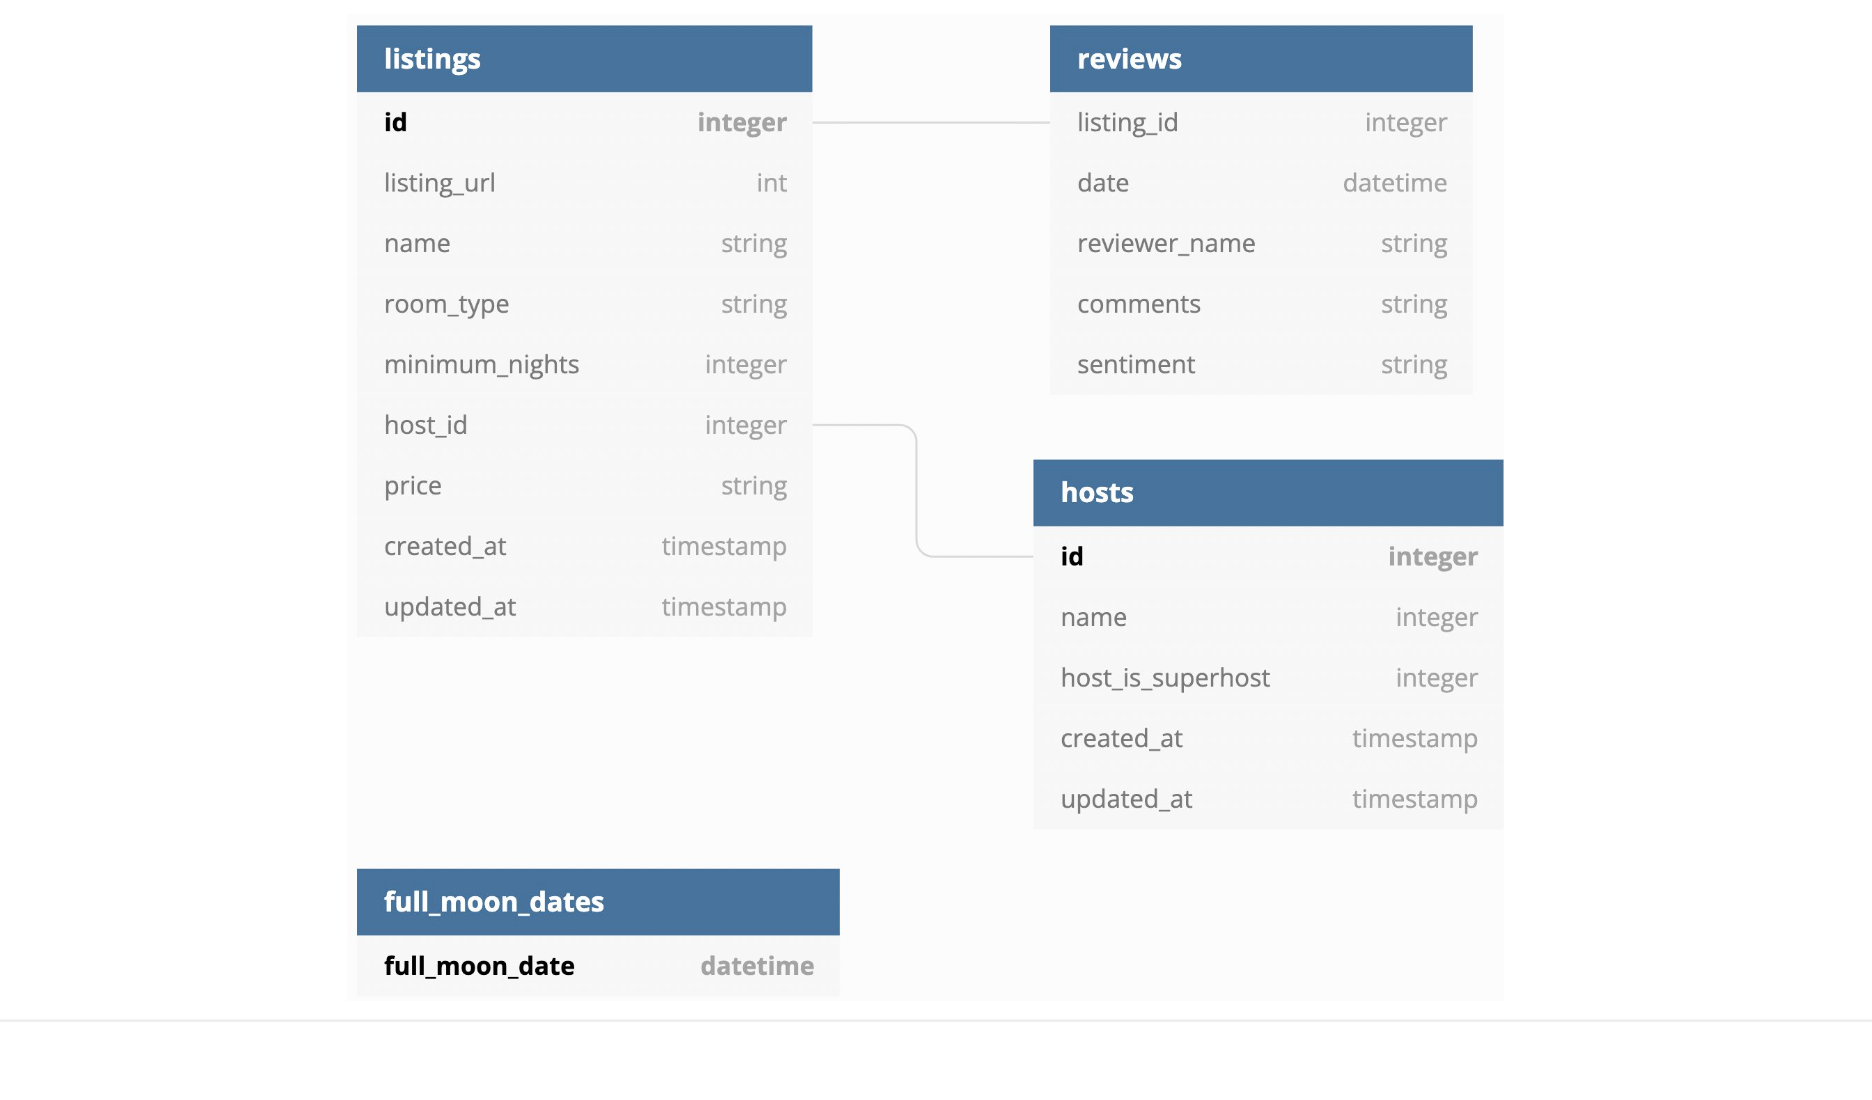 listings
id integer
listing_url int
name string
room_type string
minimum_nights integer
host_id integer
price string
created_at timestamp
updated_at timestamp
reviews
listing_id integer
date datetime
reviewer_name string
comments string
sentiment string
hosts
id integer
name integer
host_is_superhost integer
created_at timestamp
updated_at timestamp
full_moon_dates
full_moon_date datetime